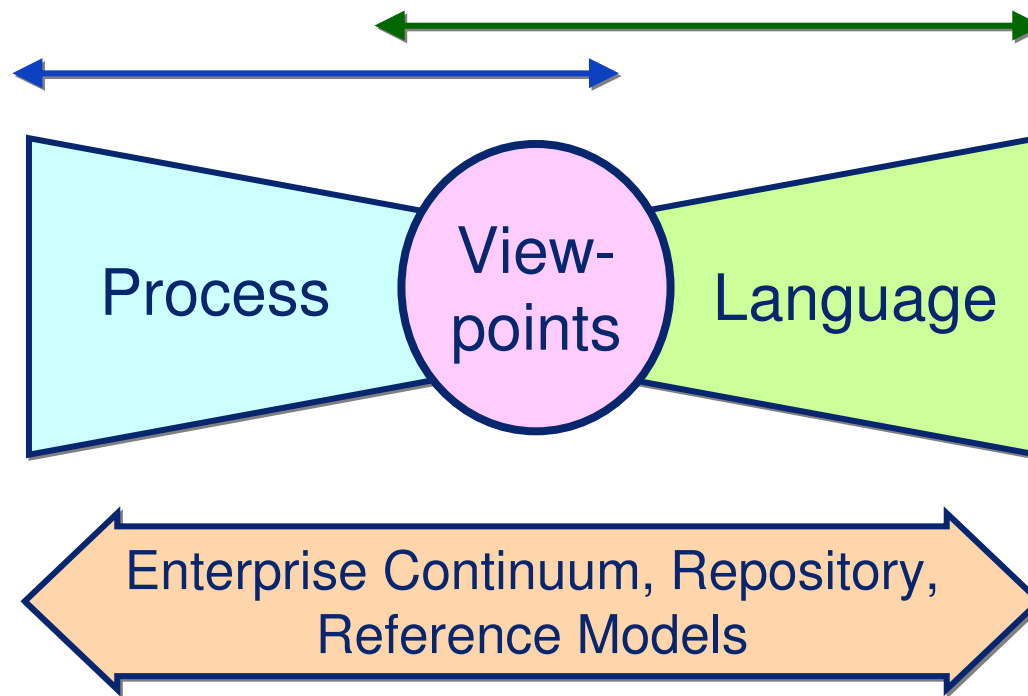 Process
View-
points
Language
Enterprise Continuum, Repository,
Reference Models